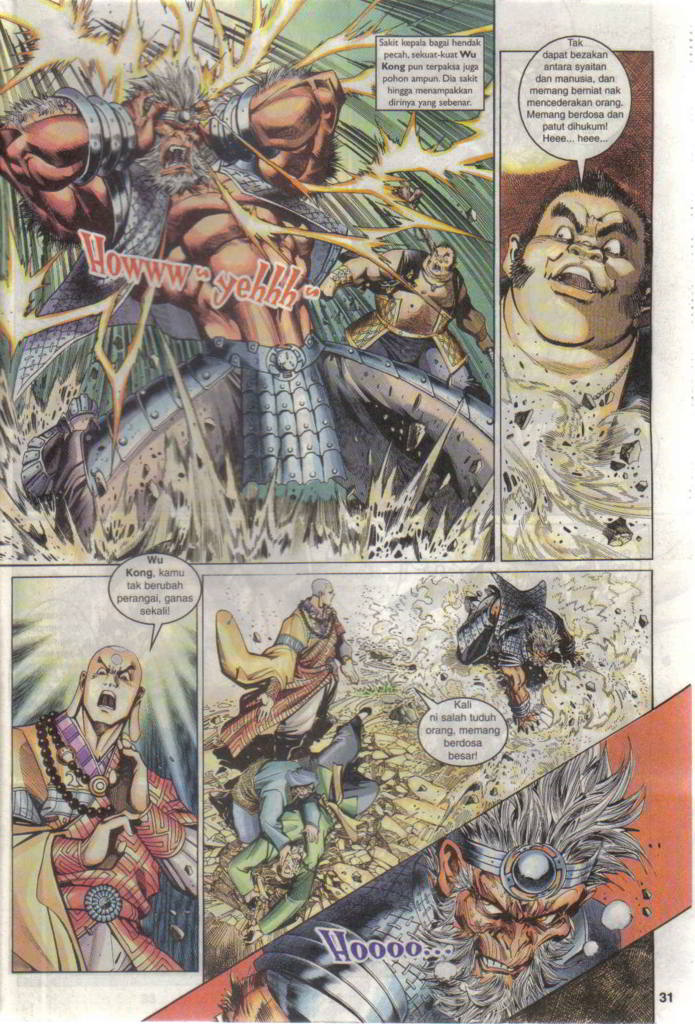 Sakit kepala bagai hendak
pecah, sekuat-kuat Wu
Kong pun terpaksa juga
pohon ampun. Dia sakit
hingga menampakkan
dirinya yang sebenar.
Tak
dapat bezakan
antara syaitan
dan manusia, dan
memang berniat nak
mencederakan orang.
Memang berdosa dan
patut dihukum!
Heee... heee...
Howww~yehhh~
Wu
Kong, kamu
tak berubah
perangai, ganas
sekali!
Kali
ni salah tuduh
orang, memang
berdosa
besar!
Hoooo...
31